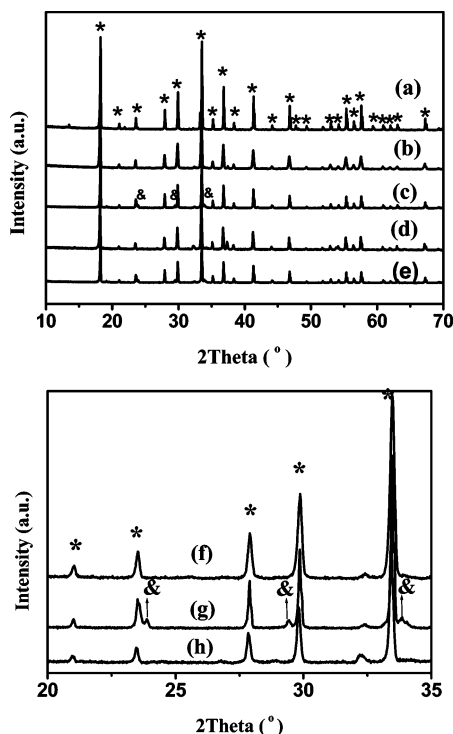 * * * * * * * * * * * * * * * * * * * * * * *
(a)
(b)
& & & (c)
(d)
(e)
Intensity (a.u.)
10 20 30 40 50 60 70
2Theta ( o )
* * * * *
(f)
& & &
(g)
(h)
Intensity (a.u.)
20 25 30 35
2Theta ( o )